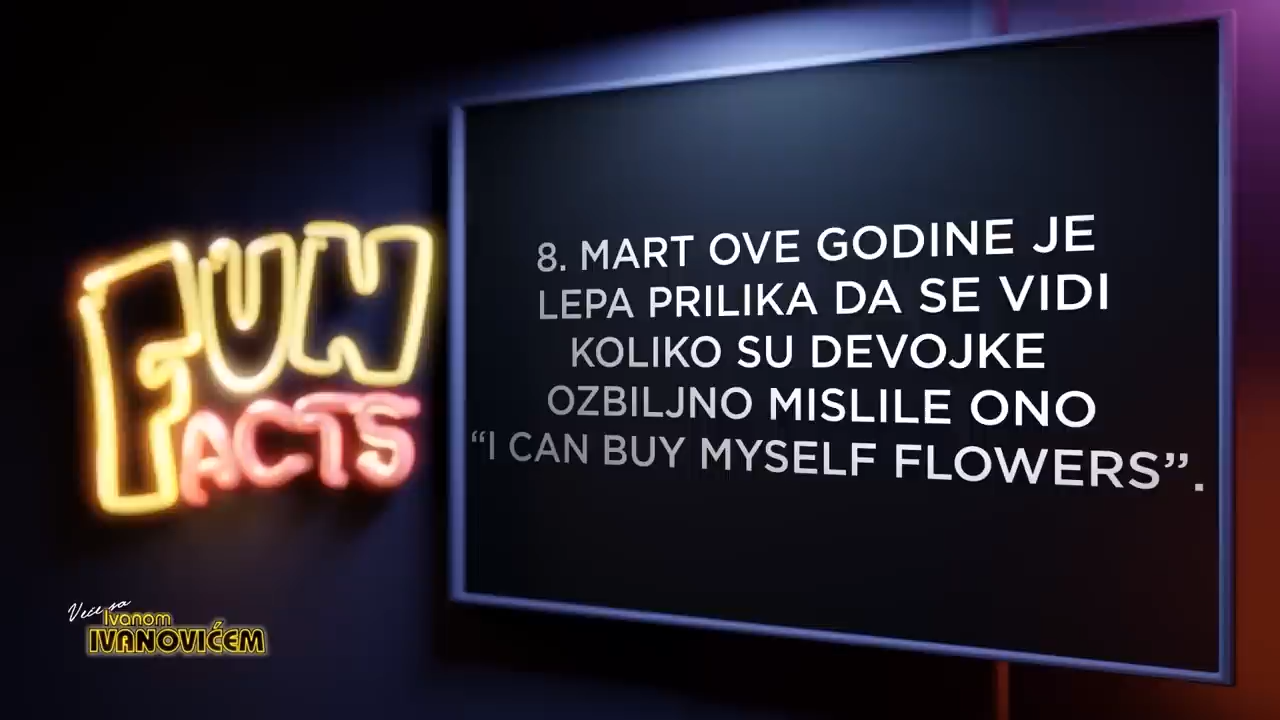 FUN
FACTS
8. MART OVE GODINE JE
LEPA PRILIKA DA SE VIDI
KOLIKO SU DEVOJKE
OZBILJNO MISLILE ONO
“I CAN BUY MYSELF FLOWERS”.
Veče sa
Ivanom
IVANOVIĆEM